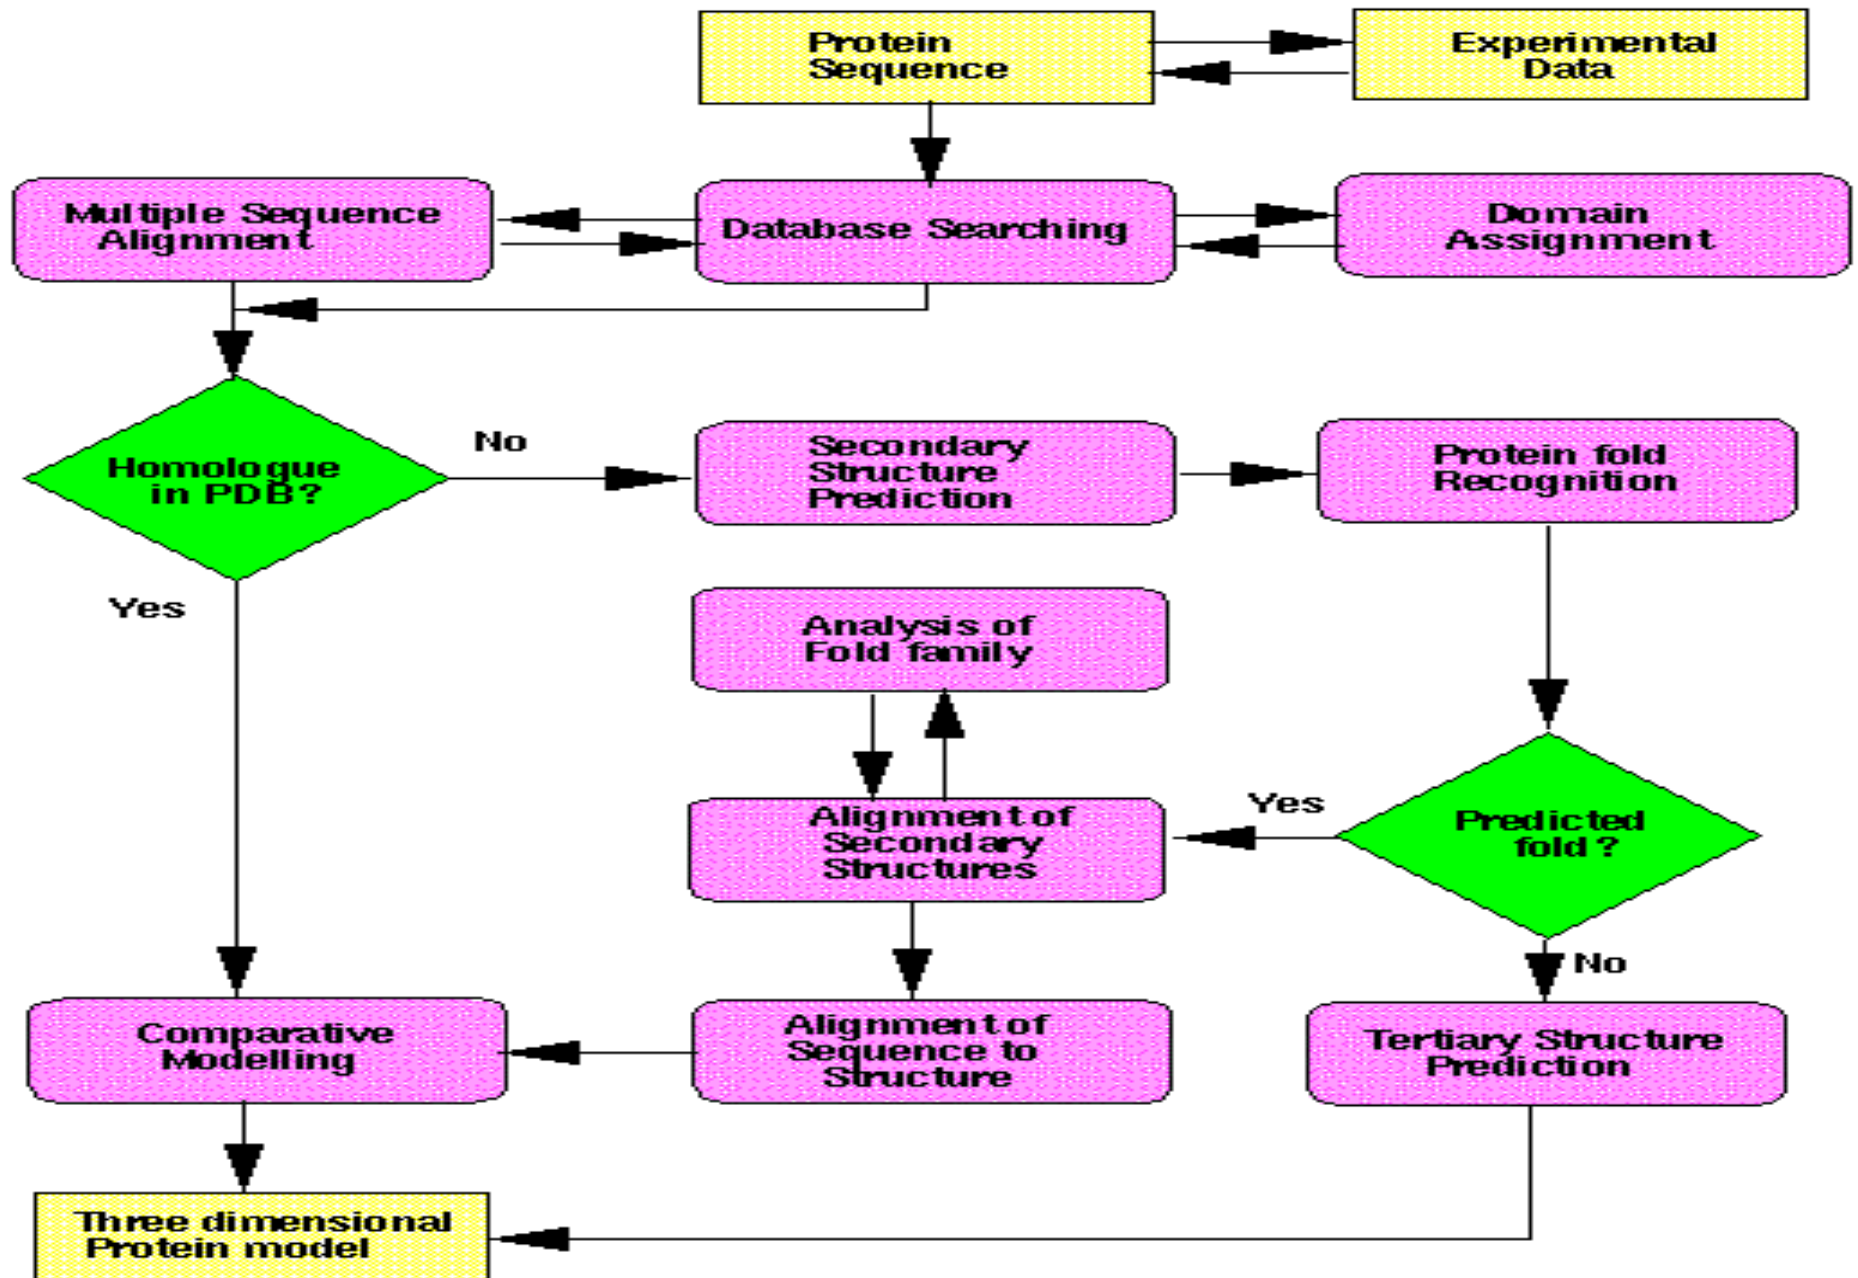 Protein
Sequence
Experimental
Data
Multiple Sequence
Alignment
Database Searching
Domain
Assignment
Homologue
in PDB?
No
Secondary
Structure
Prediction
Protein fold
Recognition
Yes
Analysis of
Fold family
Alignment of
Secondary
Structures
Yes
Predicted
fold?
No
Comparative
Modelling
Alignment of
Sequence to
Structure
Tertiary Structure
Prediction
Three dimensional
Protein model